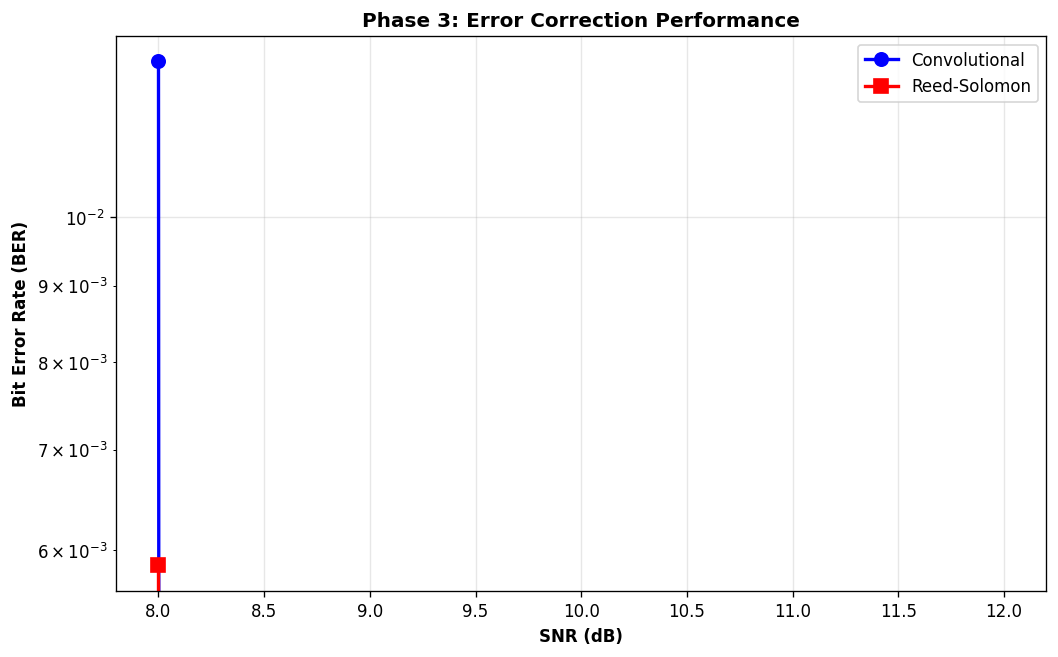 Phase 3: Error Correction Performance
Convolutional
Reed-Solomon
Bit Error Rate (BER)
10⁻²
9 × 10⁻³
8 × 10⁻³
7 × 10⁻³
6 × 10⁻³
8.0 8.5 9.0 9.5 10.0 10.5 11.0 11.5 12.0
SNR (dB)